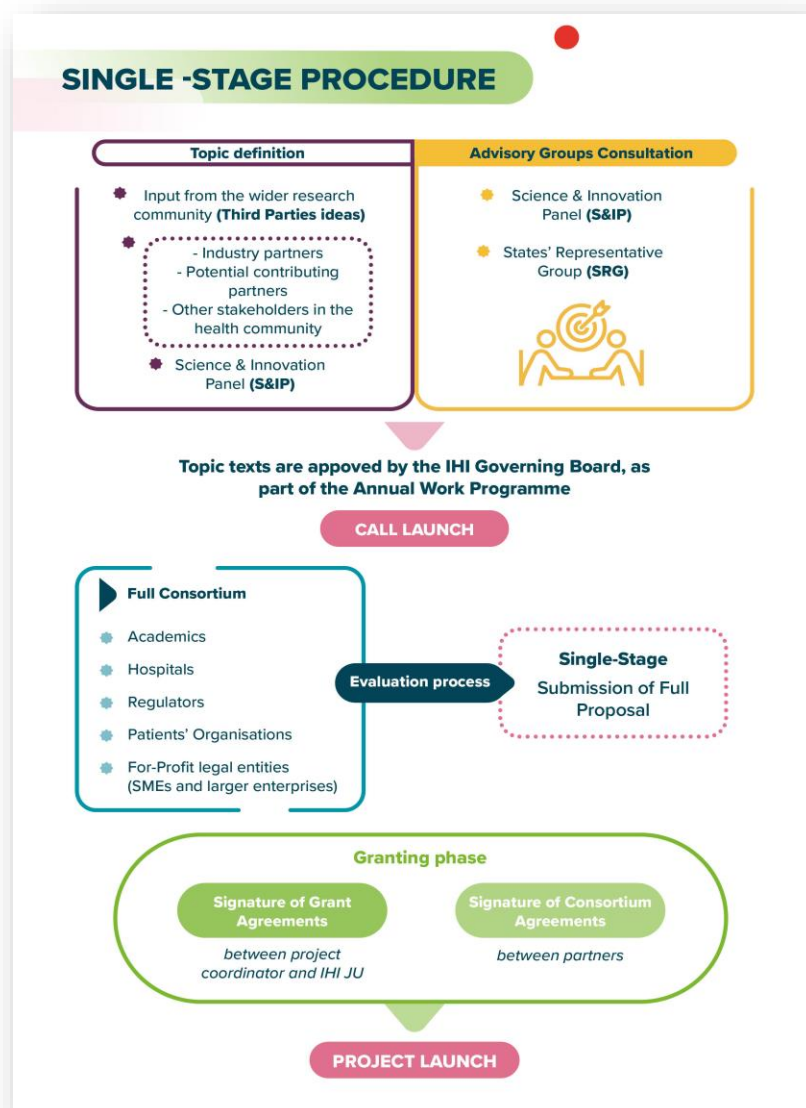 SINGLE -STAGE PROCEDURE
Topic definition
Input from the wider research
community (Third Parties ideas)
- Industry partners
- Potential contributing
partners
- Other stakeholders in the
health community
Science & Innovation
Panel (S&IP)
Advisory Groups Consultation
Science & Innovation
Panel (S&IP)
States' Representative
Group (SRG)
Topic texts are appoved by the IHI Governing Board, as
part of the Annual Work Programme
CALL LAUNCH
Full Consortium
Academics
Hospitals
Regulators
Patients' Organisations
For-Profit legal entities
(SMEs and larger enterprises)
Evaluation process
Single-Stage
Submission of Full
Proposal
Granting phase
Signature of Grant
Agreements
between project
coordinator and IHI JU
Signature of Consortium
Agreements
between partners
PROJECT LAUNCH